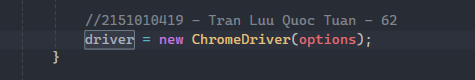 //2151010419 - Tran Luu Quoc Tuan - 62
driver = new ChromeDriver(options);
}